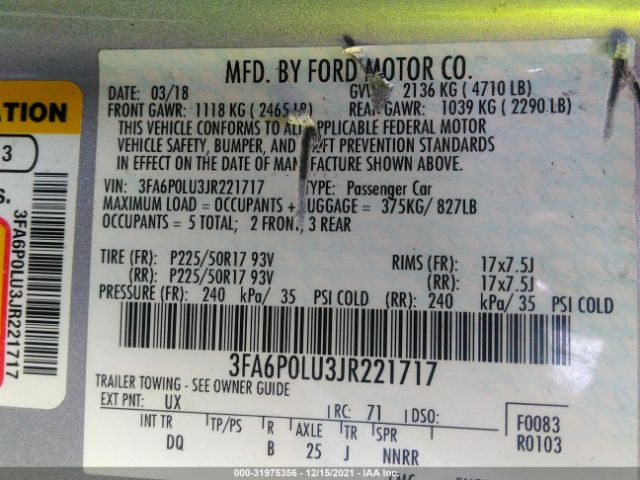 MFD. BY FORD MOTOR CO.
DATE: 03/18 GVW 2136 KG ( 4710 LB)
FRONT GAWR: 1118 KG ( 2465 LB) REAR GAWR: 1039 KG ( 2290 LB)
THIS VEHICLE CONFORMS TO ALL APPLICABLE FEDERAL MOTOR
VEHICLE SAFETY, BUMPER, AND THEFT PREVENTION STANDARDS
IN EFFECT ON THE DATE OF MANUFACTURE SHOWN ABOVE.
VIN: 3FA6P0LU3JR221717 TYPE: Passenger Car
MAXIMUM LOAD = OCCUPANTS + LUGGAGE = 375KG/ 827LB
OCCUPANTS = 5 TOTAL; 2 FRONT, 3 REAR
TIRE (FR): P225/50R17 93V RIMS (FR): 17x7.5J
(RR): P225/50R17 93V (RR): 17x7.5J
PRESSURE (FR): 240 kPa/ 35 PSI COLD (RR): 240 kPa/ 35 PSI COLD
3FA6P0LU3JR221717
TRAILER TOWING - SEE OWNER GUIDE
EXT PNT: UX RC: 71 DSO: F0083
INT TR TP/PS R AXLE TR SPR R0103
DQ B 25 J NNRR
ATION
3
S.
3FA6P0LU3JR221717
000-31975356 - 12/15/2021 - IAA Inc.